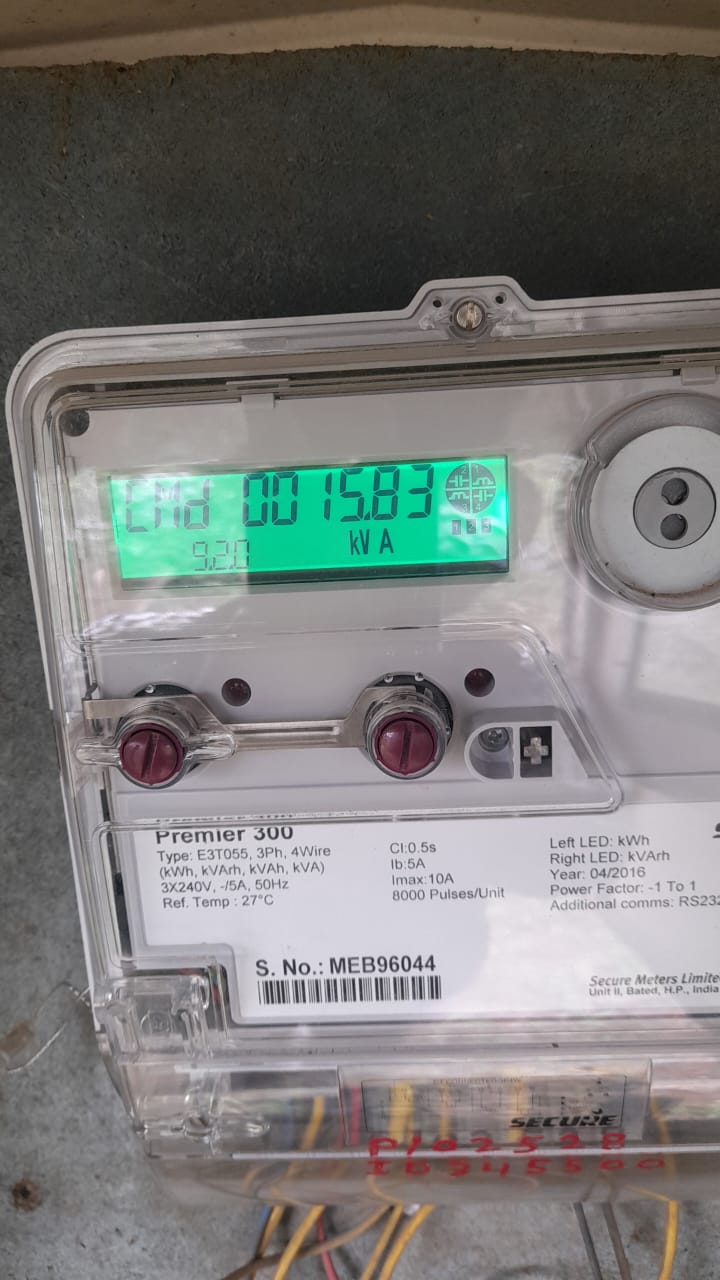 CMd 0015.83
9.2.0 kVA
Premier 300
Type: E3T055, 3Ph, 4Wire
(kWh, kVArh, kVAh, kVA)
3X240V, -/5A, 50Hz
Ref. Temp : 27°C
Cl:0.5s
Ib:5A
Imax:10A
8000 Pulses/Unit
Left LED: kWh
Right LED: kVArh
Year: 04/2016
Power Factor: -1 To 1
Additional comms: RS232
S. No.: MEB96044
Secure Meters Limite
Unit II, Bated, H.P., India
SECURE